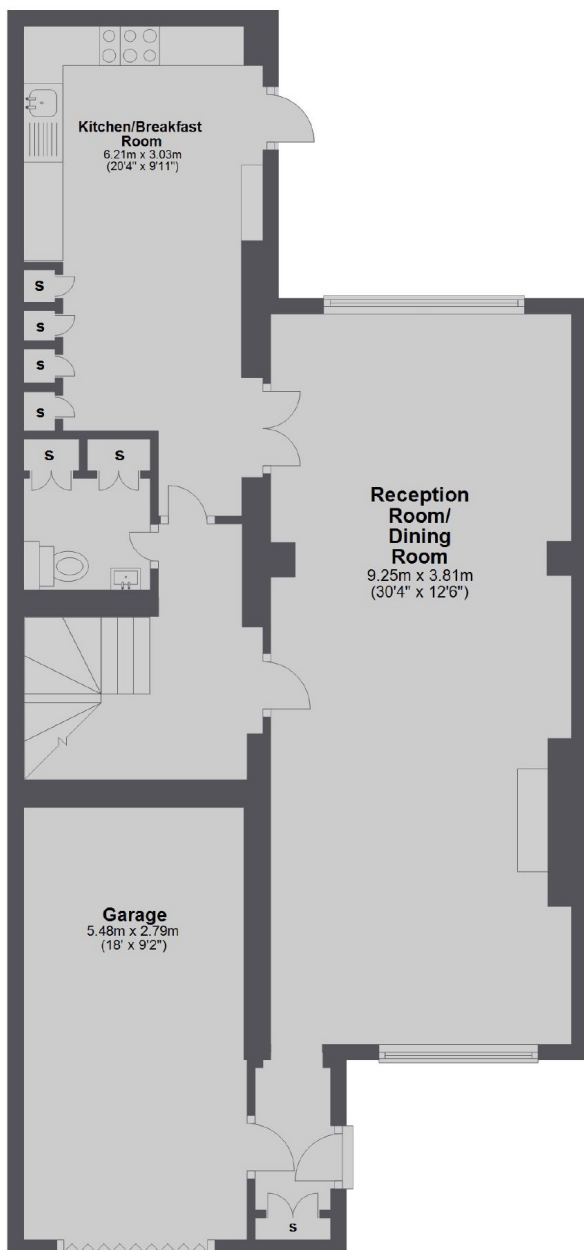 Kitchen/Breakfast
Room
6.21m x 3.03m
(20'4" x 9'11")
S
S
S
S
S
S
Reception
Room/
Dining
Room
9.25m x 3.81m
(30'4" x 12'6")
Garage
5.48m x 2.79m
(18' x 9'2")
S